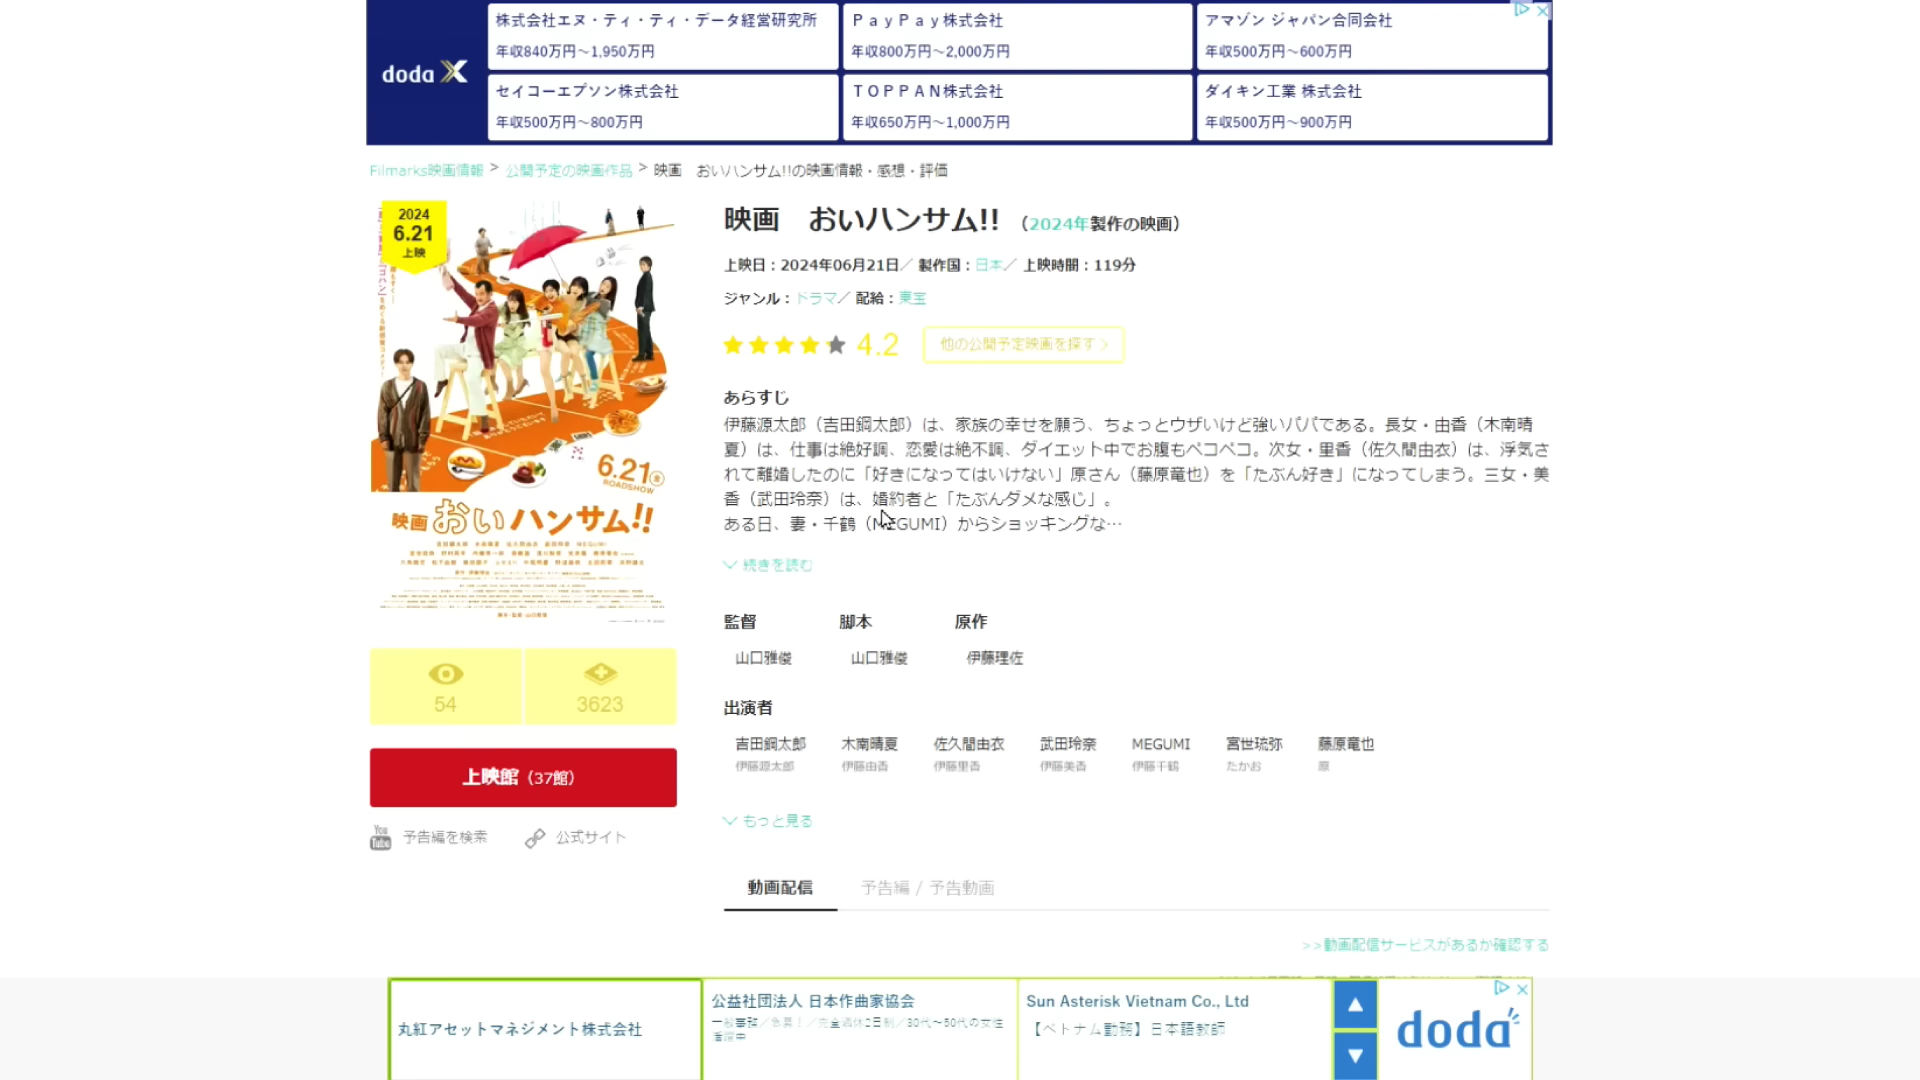 株式会社エヌ・ティ・ティ・データ経営研究所
年収840万円～1,950万円
ＰａｙＰａｙ株式会社
年収800万円～2,000万円
アマゾン ジャパン合同会社
年収500万円～600万円
doda X
セイコーエプソン株式会社
年収500万円～800万円
ＴＯＰＰＡＮ株式会社
年収650万円～1,000万円
ダイキン工業 株式会社
年収500万円～900万円
Filmarks映画情報 > 公開予定の映画作品 > 映画　おいハンサム!!の映画情報・感想・評価
2024
6.21
上映
6.21㊎
ROADSHOW
映画 おいハンサム!!
映画　おいハンサム!!　（2024年製作の映画）
上映日：2024年06月21日／ 製作国：日本／ 上映時間：119分
ジャンル：ドラマ／ 配給：東宝
4.2
他の公開予定映画を探す >
あらすじ
伊藤源太郎（吉田鋼太郎）は、家族の幸せを願う、ちょっとウザいけど強いパパである。長女・由香（木南晴
夏）は、仕事は絶好調、恋愛は絶不調、ダイエット中でお腹もペコペコ。次女・里香（佐久間由衣）は、浮気さ
れて離婚したのに「好きになってはいけない」原さん（藤原竜也）を「たぶん好き」になってしまう。三女・美
香（武田玲奈）は、婚約者と「たぶんダメな感じ」。
ある日、妻・千鶴（MEGUMI）からショッキングな…
続きを読む
監督
脚本
原作
山口雅俊
山口雅俊
伊藤理佐
54
3623
出演者
吉田鋼太郎
木南晴夏
佐久間由衣
武田玲奈
MEGUMI
宮世琉弥
藤原竜也
伊藤源太郎
伊藤由香
伊藤里香
伊藤美香
伊藤千鶴
たかお
原
上映館（37館）
もっと見る
You Tube 予告編を検索
公式サイト
動画配信
予告編 / 予告動画
>>動画配信サービスがあるか確認する
丸紅アセットマネジメント株式会社
公益社団法人 日本作曲家協会
一般事務／急募！／完全週休2日制／30代～50代の女性
活躍中
Sun Asterisk Vietnam Co., Ltd
【ベトナム勤務】日本語教師
doda